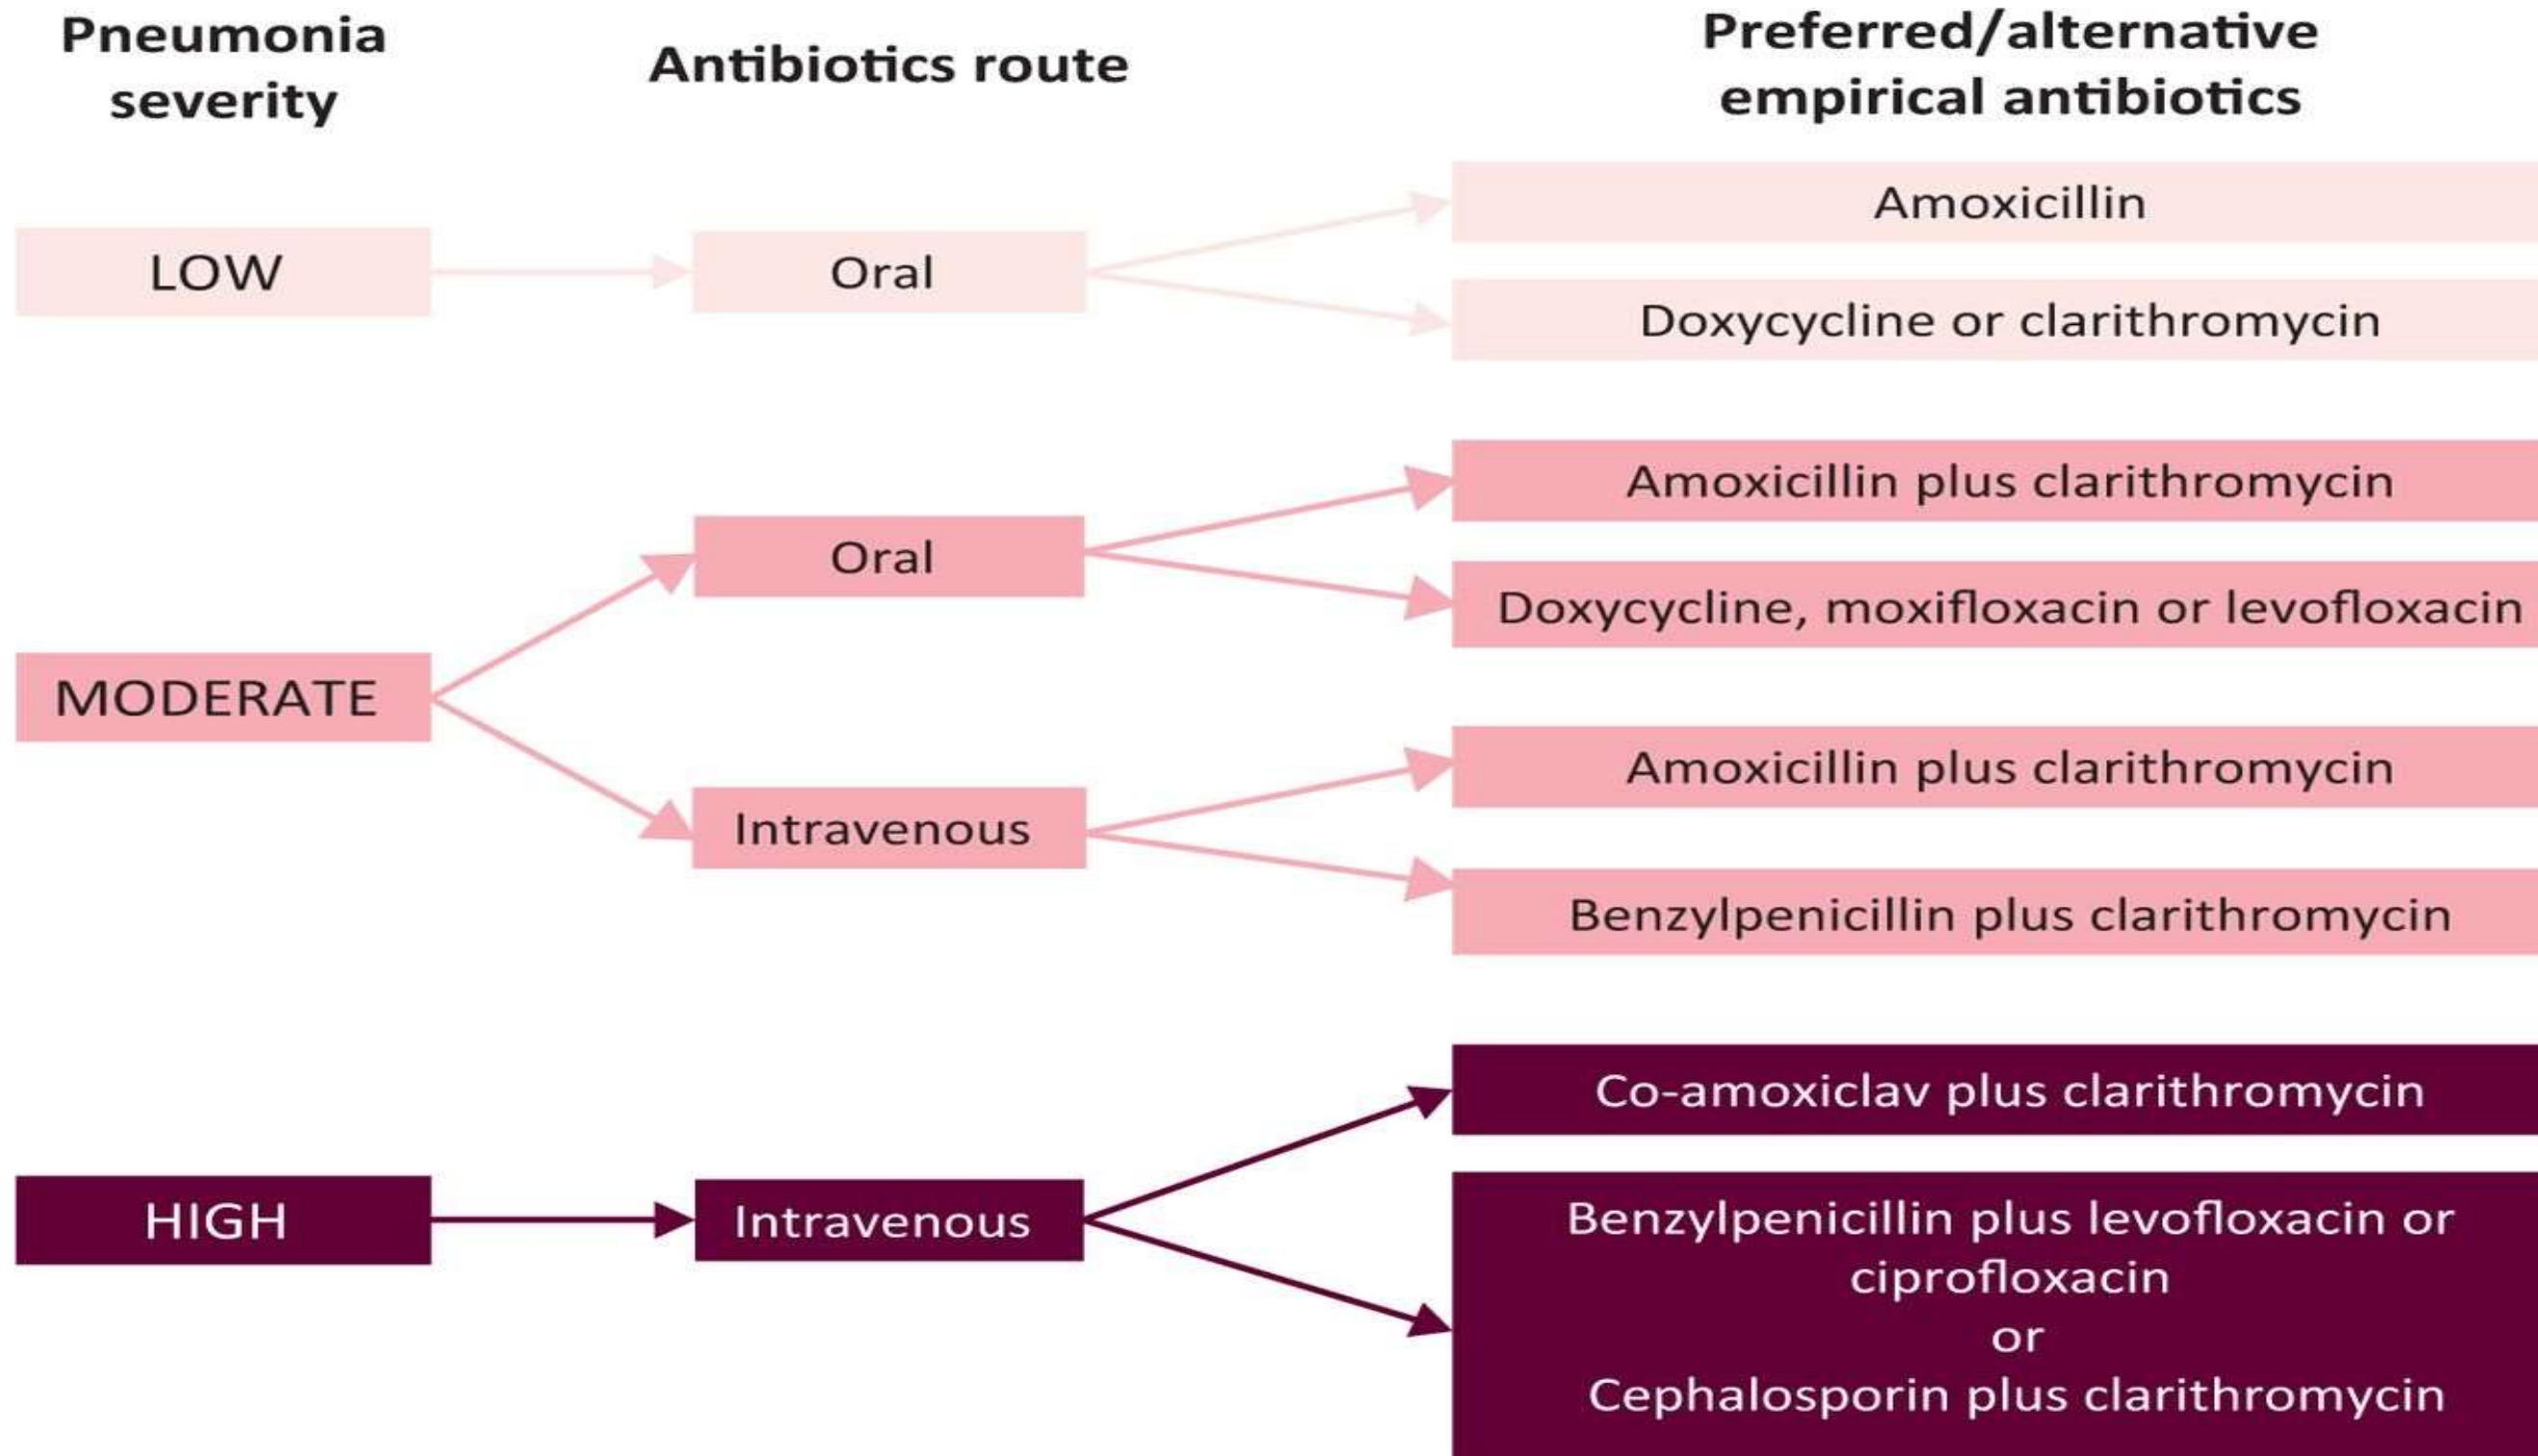 Pneumonia
severity
Antibiotics route
Preferred/alternative
empirical antibiotics
LOW
Oral
Amoxicillin
Doxycycline or clarithromycin
MODERATE
Oral
Amoxicillin plus clarithromycin
Doxycycline, moxifloxacin or levofloxacin
Intravenous
Amoxicillin plus clarithromycin
Benzylpenicillin plus clarithromycin
HIGH
Intravenous
Co-amoxiclav plus clarithromycin
Benzylpenicillin plus levofloxacin or
ciprofloxacin
or
Cephalosporin plus clarithromycin